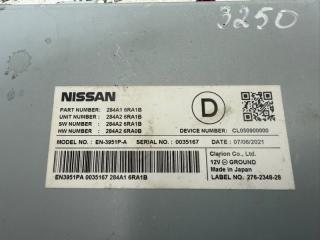 3250
NISSAN
PART NUMBER : 284A1 6RA1B
UNIT NUMBER : 284A2 6RA1B
SW NUMBER : 284A2 6RA1B
HW NUMBER : 284A2 6RA0B
D
DEVICE NUMBER: CL050900000
MODEL NO. : EN-3951P-A SERIAL NO. : 0035167 DATE : 07/06/2021
Clarion Co., Ltd.
12V ⊖ GROUND
Made in Japan
EN3951PA 0035167 284A1 6RA1B
LABEL NO. 276-2348-26